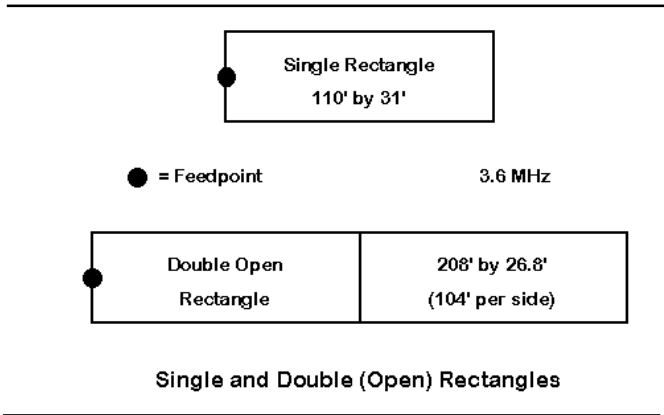 Single Rectangle
110' by 31'
= Feedpoint
3.6 MHz
Double Open
Rectangle
208' by 26.8'
(104' per side)
Single and Double (Open) Rectangles